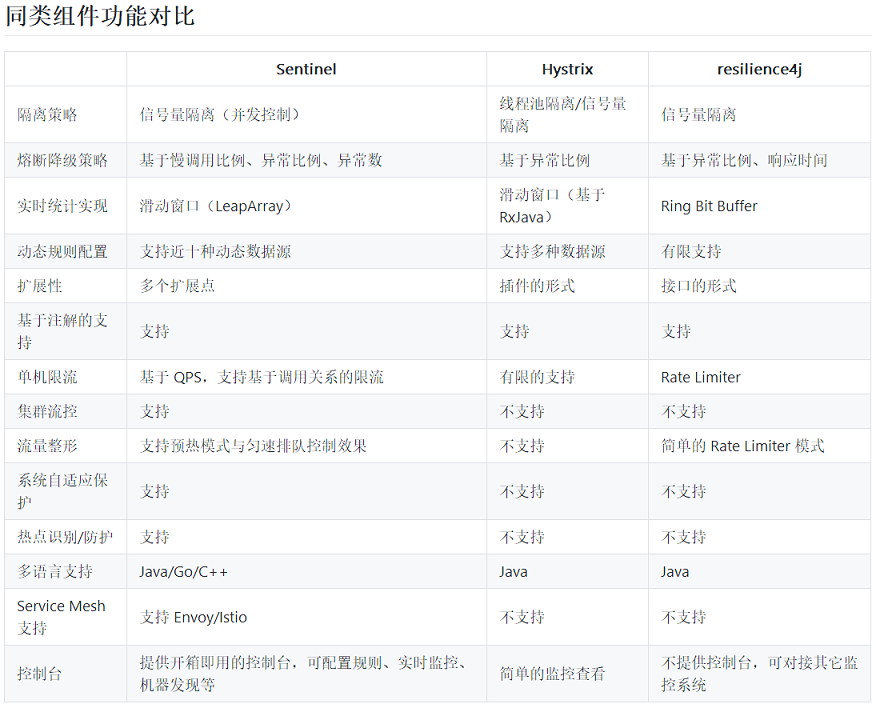 同类组件功能对比
Sentinel Hystrix resilience4j
隔离策略 信号量隔离（并发控制） 线程池隔离/信号量 信号量隔离
隔离
熔断降级策略 基于慢调用比例、异常比例、异常数 基于异常比例 基于异常比例、响应时间
实时统计实现 滑动窗口（LeapArray） 滑动窗口（基于 Ring Bit Buffer
RxJava）
动态规则配置 支持近十种动态数据源 支持多种数据源 有限支持
扩展性 多个扩展点 插件的形式 接口的形式
基于注解的支 支持 支持 支持
持
单机限流 基于 QPS，支持基于调用关系的限流 有限的支持 Rate Limiter
集群流控 支持 不支持 不支持
流量整形 支持预热模式与匀速排队控制效果 不支持 简单的 Rate Limiter 模式
系统自适应保 支持 不支持 不支持
护
热点识别/防护 支持 不支持 不支持
多语言支持 Java/Go/C++ Java Java
Service Mesh 支持 Envoy/Istio 不支持 不支持
支持
控制台 提供开箱即用的控制台，可配置规则、实时监控、 简单的监控查看 不提供控制台，可对接其它监
机器发现等 控系统